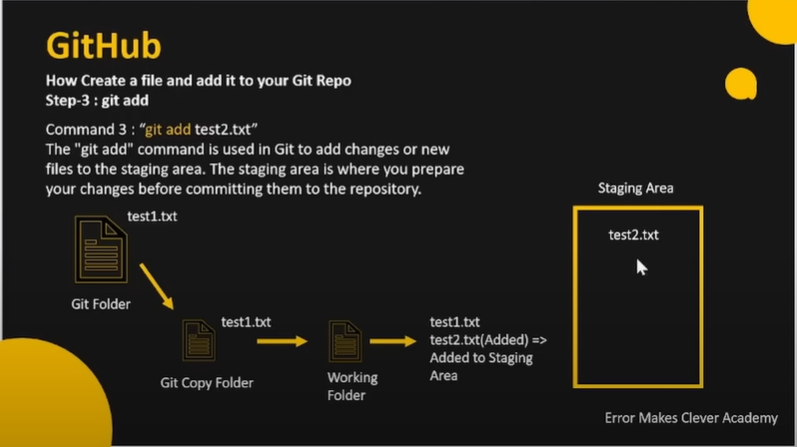 GitHub
How Create a file and add it to your Git Repo
Step-3 : git add
Command 3 : “git add test2.txt”
The "git add" command is used in Git to add changes or new
files to the staging area. The staging area is where you prepare
your changes before committing them to the repository.
Staging Area
test1.txt
test2.txt
Git Folder
test1.txt
test1.txt
test2.txt(Added) =>
Added to Staging
Area
Git Copy Folder
Working
Folder
Error Makes Clever Academy